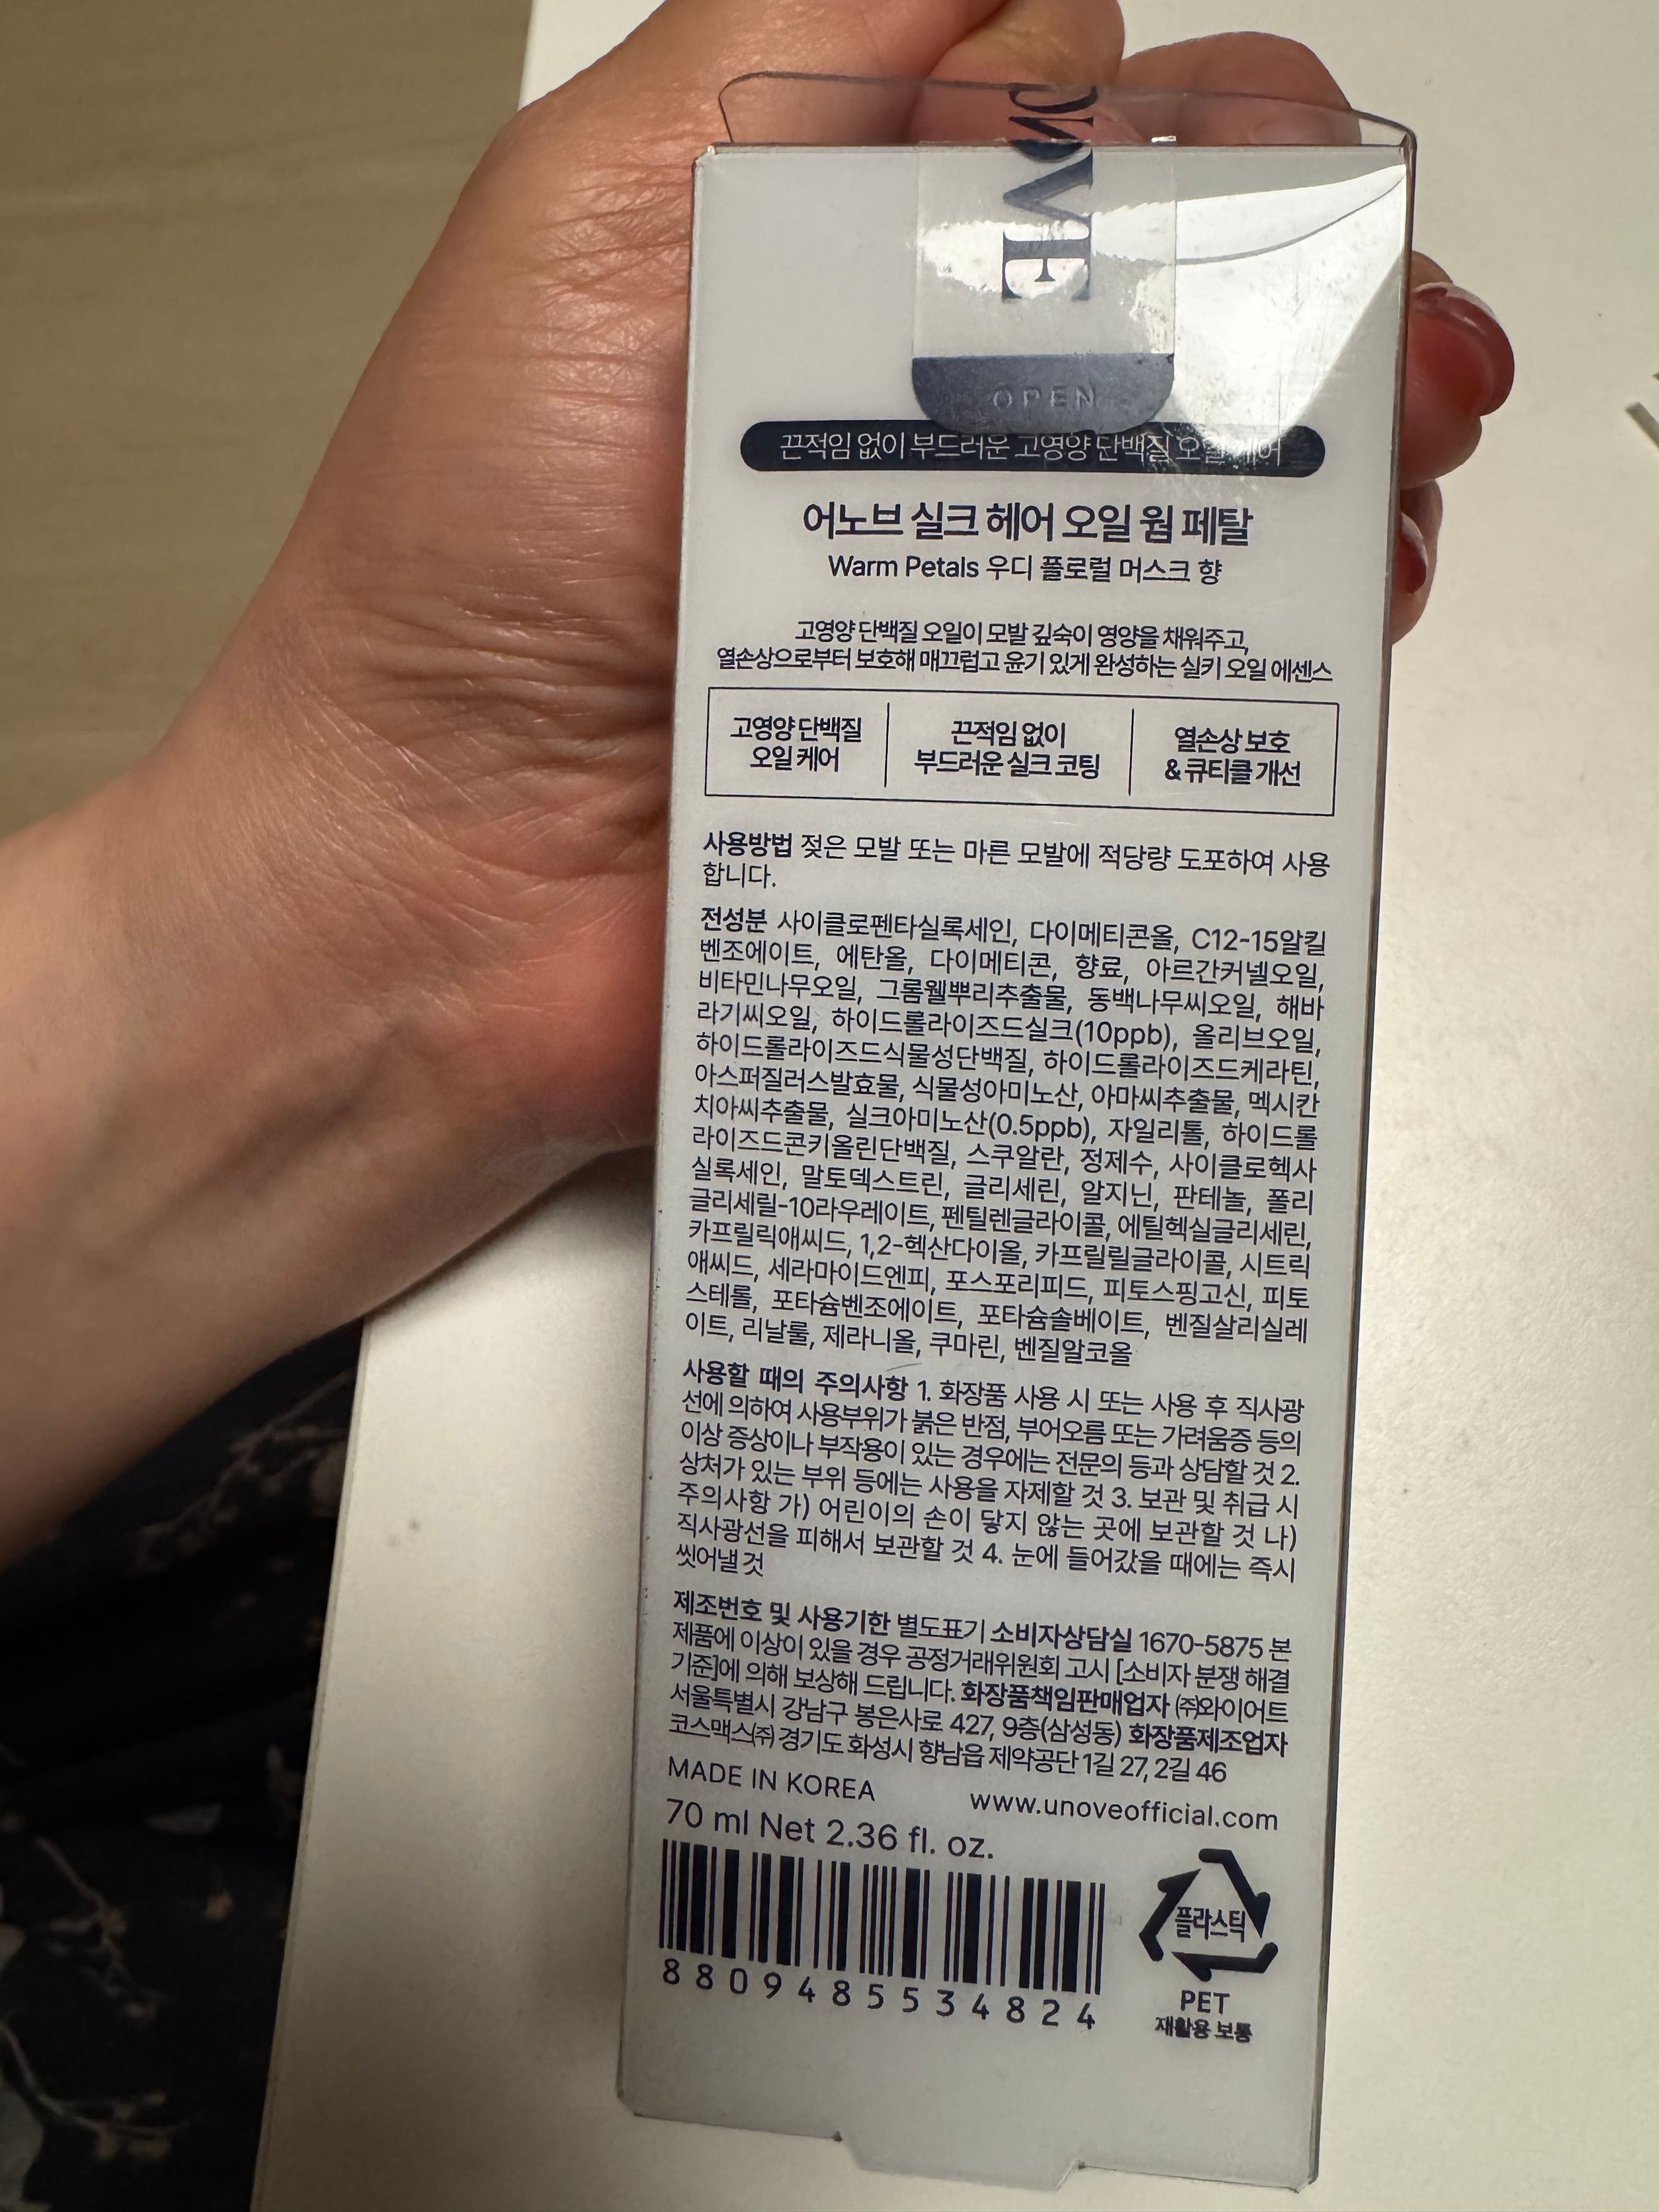 NOVE
OPEN
끈적임 없이 부드러운 고영양 단백질 오일 케어
어노브 실크 헤어 오일 웜 페탈
Warm Petals 우디 플로럴 머스크 향
고영양 단백질 오일이 모발 깊숙이 영양을 채워주고,
열손상으로부터 보호해 매끄럽고 윤기 있게 완성하는 실키 오일 에센스
고영양 단백질
오일 케어
끈적임 없이
부드러운 실크 코팅
열손상 보호
& 큐티클 개선
사용방법 젖은 모발 또는 마른 모발에 적당량 도포하여 사용
합니다.
전성분 사이클로펜타실록세인, 다이메티콘올, C12-15알킬
벤조에이트, 에탄올, 다이메티콘, 향료, 아르간커넬오일,
비타민나무오일, 그롬웰뿌리추출물, 동백나무씨오일, 해바
라기씨오일, 하이드롤라이즈드실크(10ppb), 올리브오일,
하이드롤라이즈드식물성단백질, 하이드롤라이즈드케라틴,
아스퍼질러스발효물, 식물성아미노산, 아마씨추출물, 멕시칸
치아씨추출물, 실크아미노산(0.5ppb), 자일리톨, 하이드롤
라이즈드콘키올린단백질, 스쿠알란, 정제수, 사이클로헥사
실록세인, 말토덱스트린, 글리세린, 알지닌, 판테놀, 폴리
글리세릴-10라우레이트, 펜틸렌글라이콜, 에틸헥실글리세린,
카프릴릭애씨드, 1,2-헥산다이올, 카프릴릴글라이콜, 시트릭
애씨드, 세라마이드엔피, 포스포리피드, 피토스핑고신, 피토
스테롤, 포타슘벤조에이트, 포타슘솔베이트, 벤질살리실레
이트, 리날룰, 제라니올, 쿠마린, 벤질알코올
사용할 때의 주의사항 1. 화장품 사용 시 또는 사용 후 직사광
선에 의하여 사용부위가 붉은 반점, 부어오름 또는 가려움증 등의
이상 증상이나 부작용이 있는 경우에는 전문의 등과 상담할 것 2.
상처가 있는 부위 등에는 사용을 자제할 것 3. 보관 및 취급 시
주의사항 가) 어린이의 손이 닿지 않는 곳에 보관할 것 나)
직사광선을 피해서 보관할 것 4. 눈에 들어갔을 때에는 즉시
씻어낼 것
제조번호 및 사용기한 별도표기 소비자상담실 1670-5875 본
제품에 이상이 있을 경우 공정거래위원회 고시 [소비자 분쟁 해결
기준]에 의해 보상해 드립니다. 화장품책임판매업자 ㈜와이어트
서울특별시 강남구 봉은사로 427, 9층(삼성동) 화장품제조업자
코스맥스㈜ 경기도 화성시 향남읍 제약공단 1길 27, 2길 46
MADE IN KOREA
www.unoveofficial.com
70 ml Net 2.36 fl. oz.
8809485534824
플라스틱
PET
재활용 보통